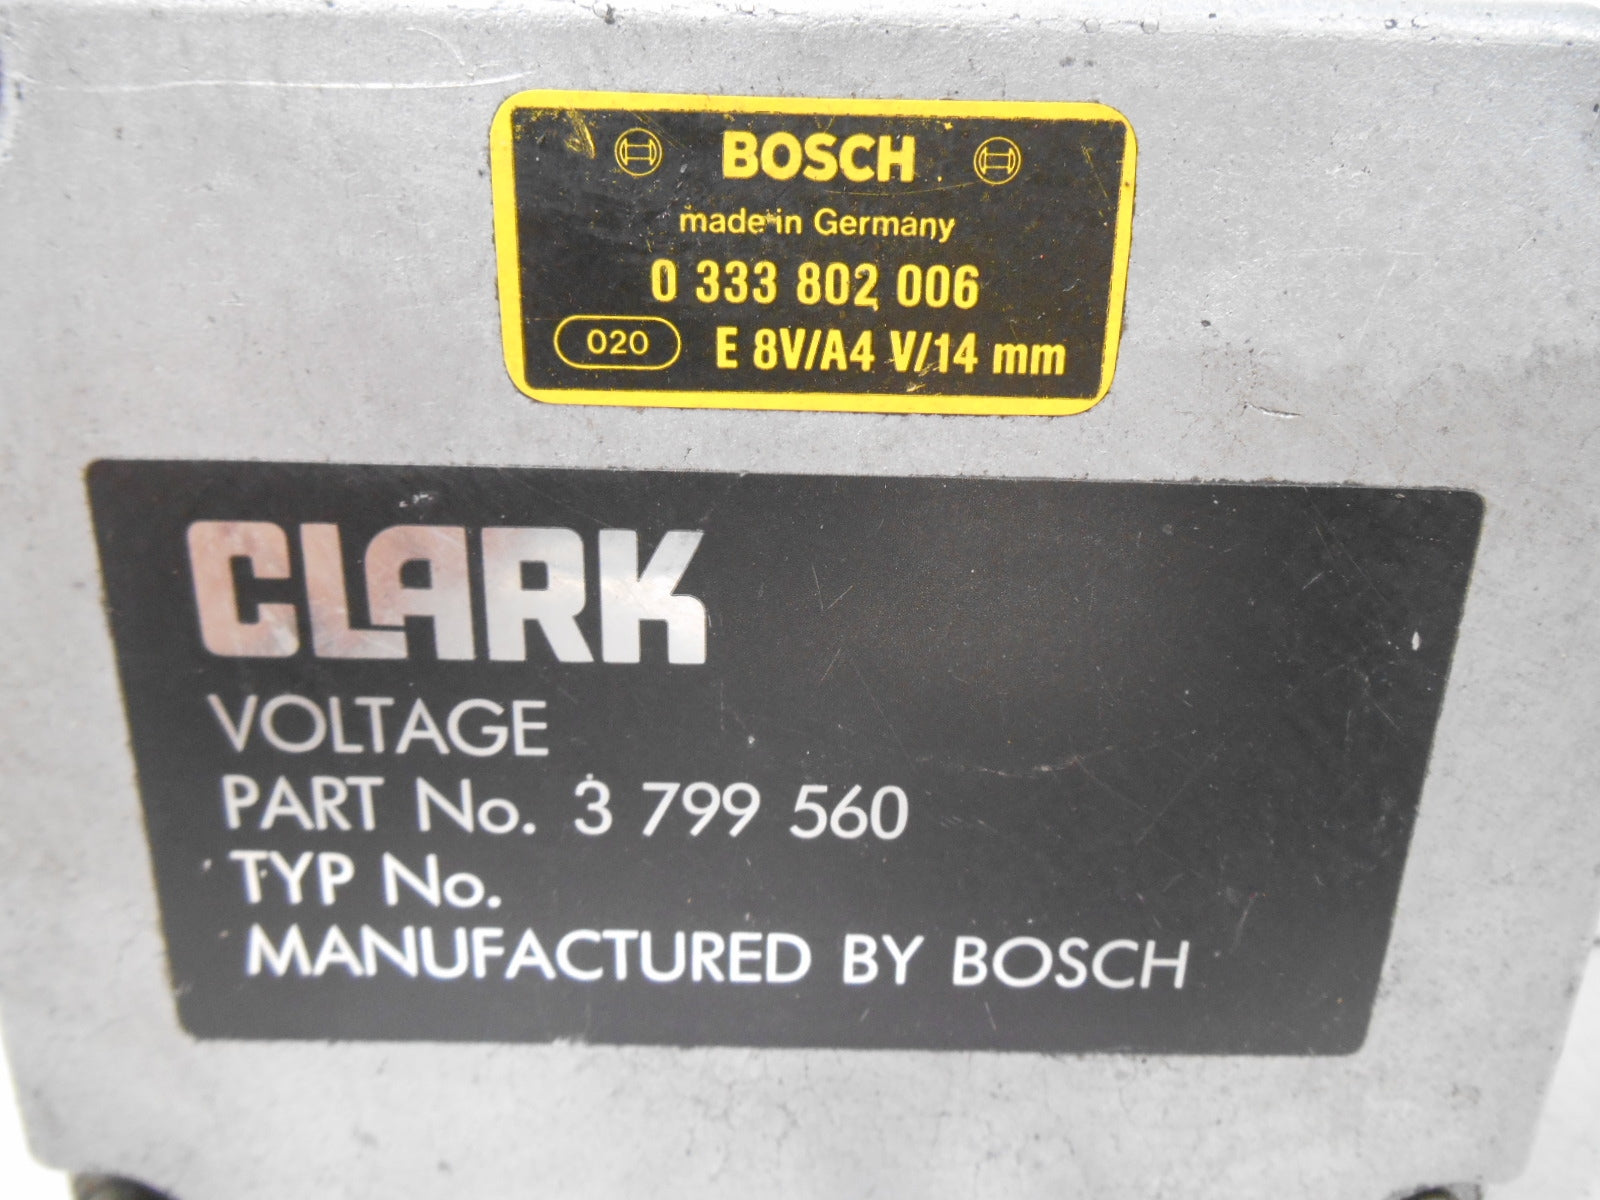 BOSCH
made in Germany
0 333 802 006
020 E 8V/A4 V/14 mm
CLARK
VOLTAGE
PART No. 3 799 560
TYP No.
MANUFACTURED BY BOSCH